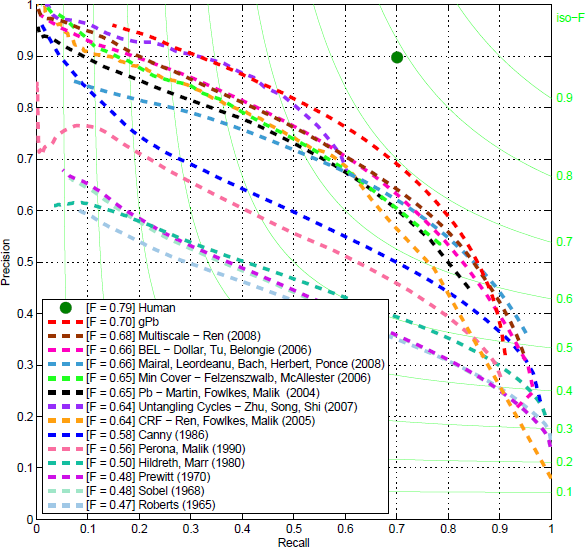 1
0.9
0.8
0.7
0.6
0.5
0.4
0.3
0.2
0.1
0
Precision
iso−F
0.9
0.8
0.7
0.6
0.5
0.4
0.3
0.2
0.1
[F = 0.79] Human
[F = 0.70] gPb
[F = 0.68] Multiscale − Ren (2008)
[F = 0.66] BEL − Dollar, Tu, Belongie (2006)
[F = 0.66] Mairal, Leordeanu, Bach, Herbert, Ponce (2008)
[F = 0.65] Min Cover − Felzenszwalb, McAllester (2006)
[F = 0.65] Pb − Martin, Fowlkes, Malik (2004)
[F = 0.64] Untangling Cycles − Zhu, Song, Shi (2007)
[F = 0.64] CRF − Ren, Fowlkes, Malik (2005)
[F = 0.58] Canny (1986)
[F = 0.56] Perona, Malik (1990)
[F = 0.50] Hildreth, Marr (1980)
[F = 0.48] Prewitt (1970)
[F = 0.48] Sobel (1968)
[F = 0.47] Roberts (1965)
0 0.1 0.2 0.3 0.4 0.5 0.6 0.7 0.8 0.9 1
Recall